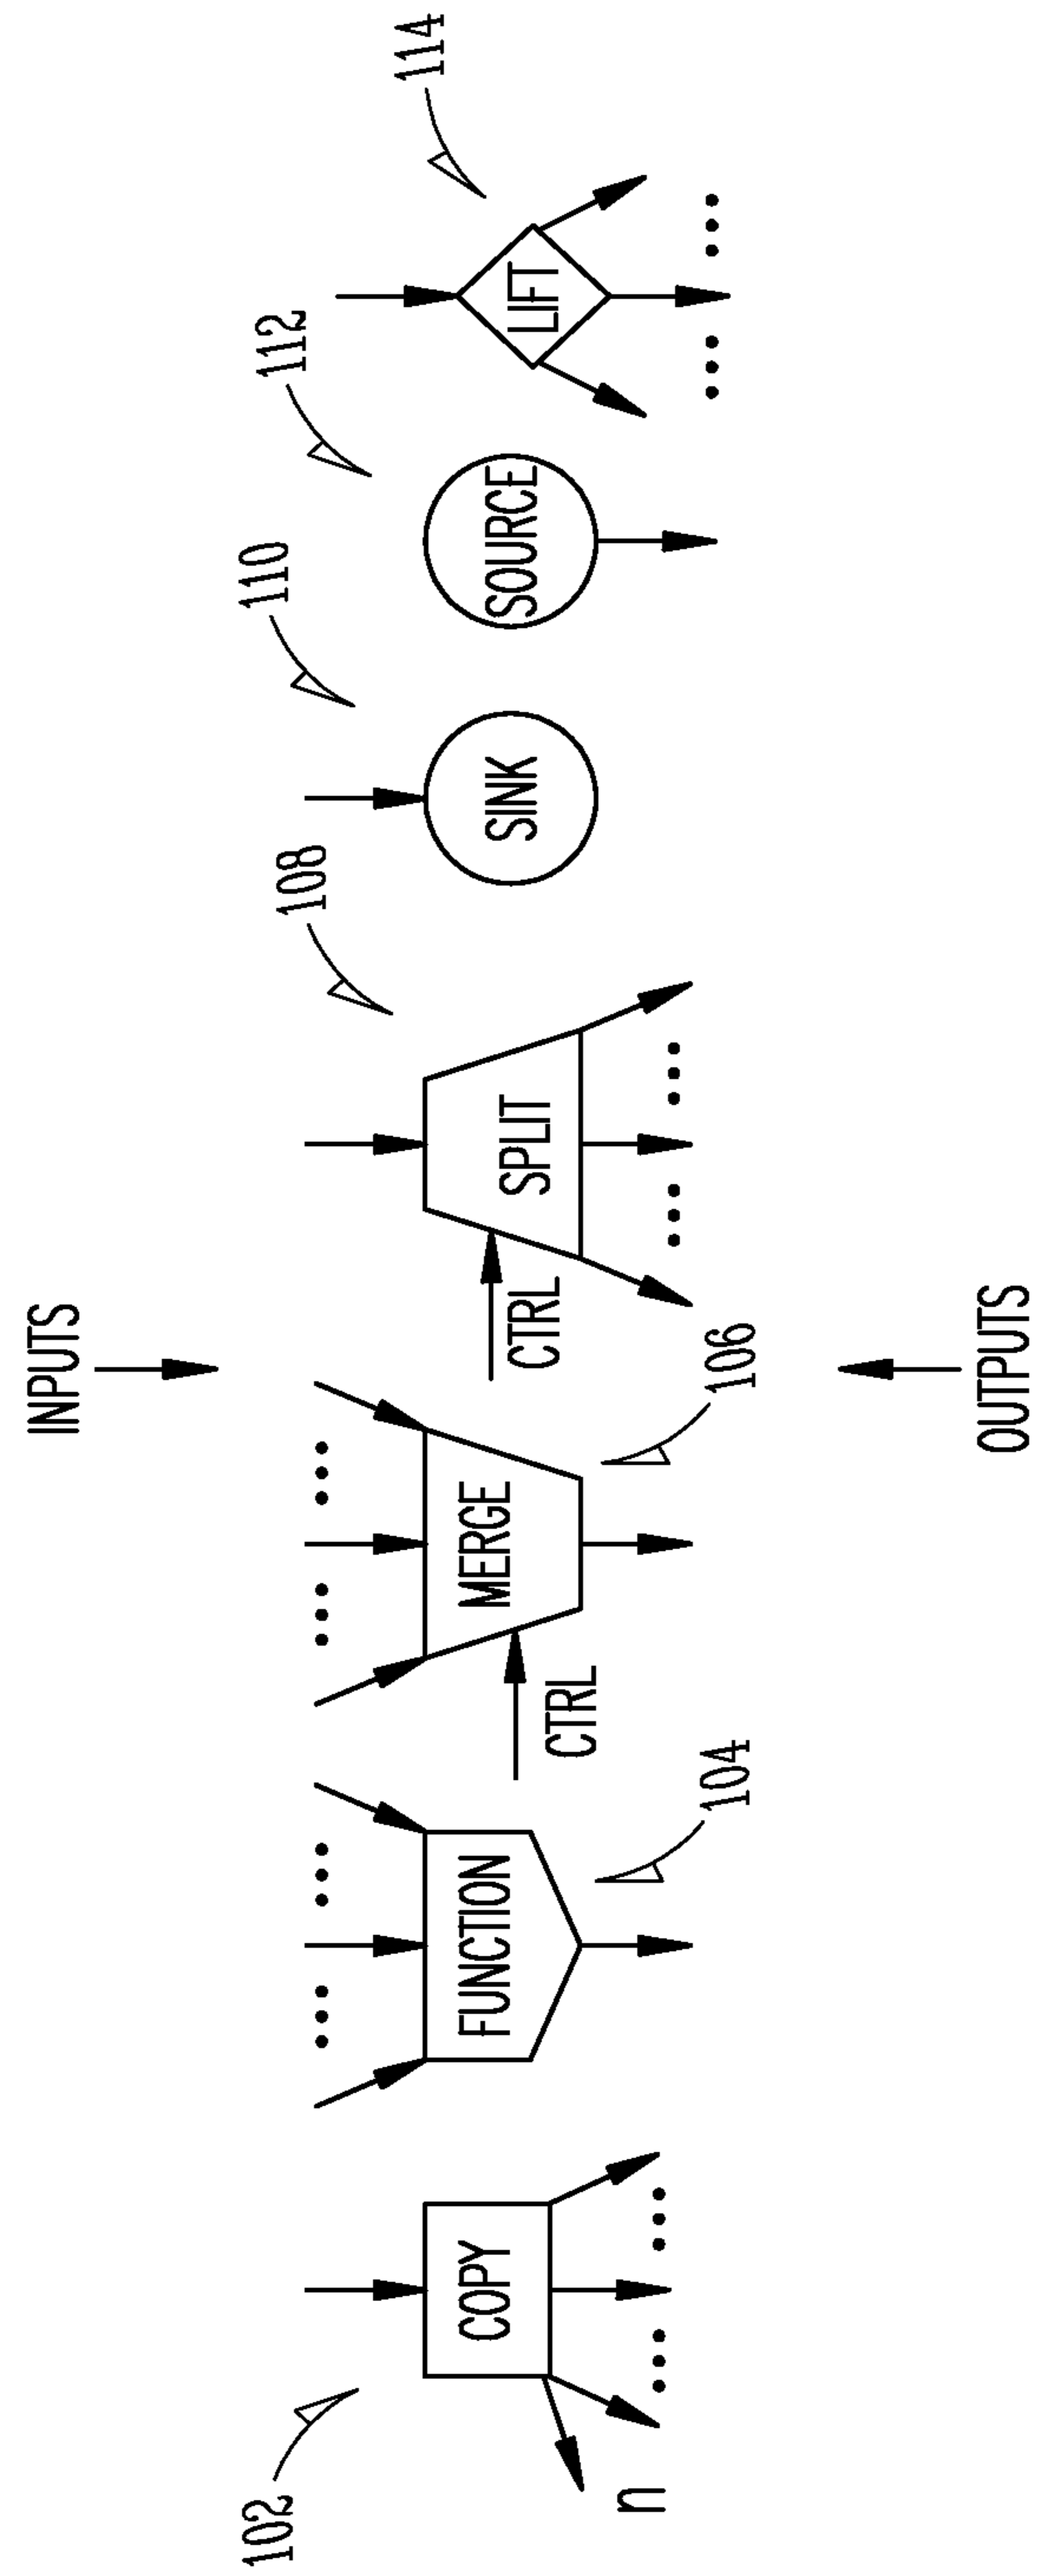 INPUTS
102
COPY
n
FUNCTION
104
MERGE
CTRL
106
SPLIT
CTRL
108
SINK
110
SOURCE
112
LIFT
114
OUTPUTS